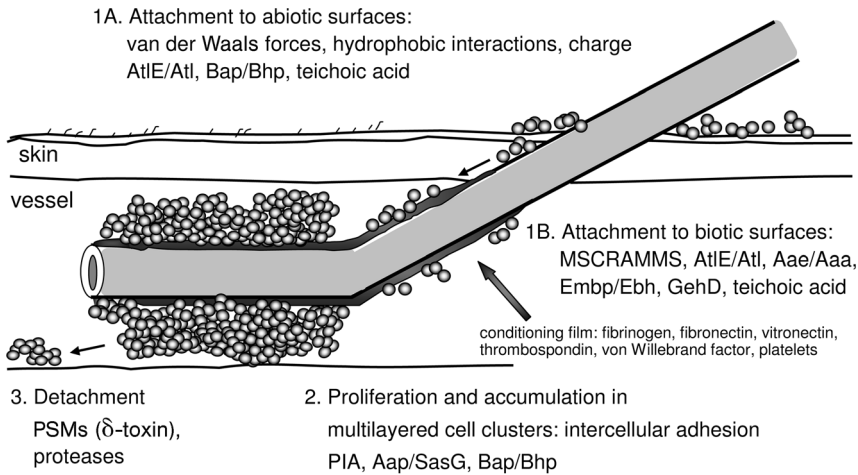 1A. Attachment to abiotic surfaces:
van der Waals forces, hydrophobic interactions, charge
AtlE/Atl, Bap/Bhp, teichoic acid
skin
vessel
1B. Attachment to biotic surfaces:
MSCRAMMS, AtlE/Atl, Aae/Aaa,
Embp/Ebh, GehD, teichoic acid
conditioning film: fibrinogen, fibronectin, vitronectin,
thrombospondin, von Willebrand factor, platelets
3. Detachment
PSMs (δ-toxin),
proteases
2. Proliferation and accumulation in
multilayered cell clusters: intercellular adhesion
PIA, Aap/SasG, Bap/Bhp